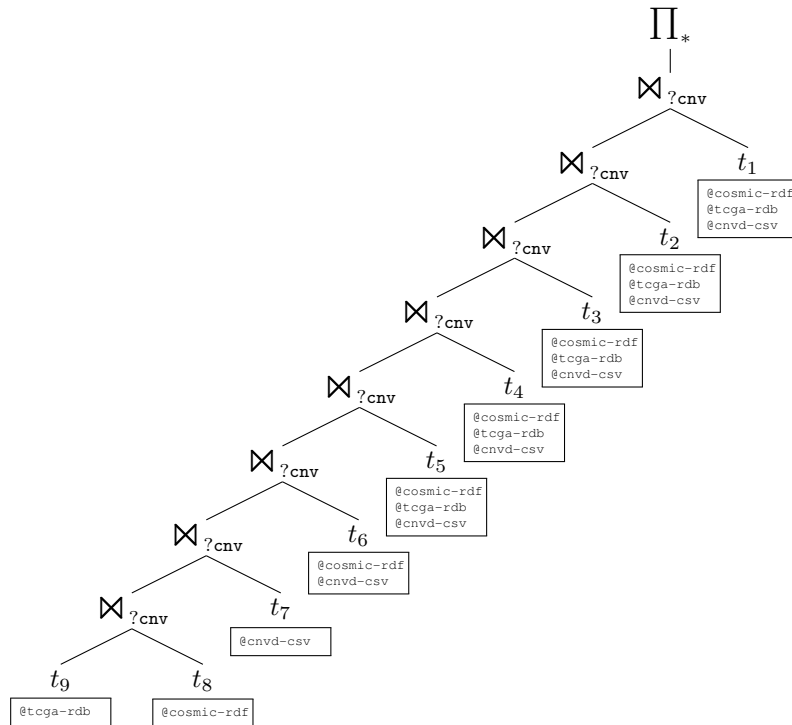 ∏*
⋈ ?cnv
⋈ ?cnv t1
@cosmic-rdf
@tcga-rdb
@cnvd-csv
⋈ ?cnv t2
@cosmic-rdf
@tcga-rdb
@cnvd-csv
⋈ ?cnv t3
@cosmic-rdf
@tcga-rdb
@cnvd-csv
⋈ ?cnv t4
@cosmic-rdf
@tcga-rdb
@cnvd-csv
⋈ ?cnv t5
@cosmic-rdf
@tcga-rdb
@cnvd-csv
⋈ ?cnv t6
@cosmic-rdf
@cnvd-csv
⋈ ?cnv t7
@cnvd-csv
t9 t8
@tcga-rdb @cosmic-rdf